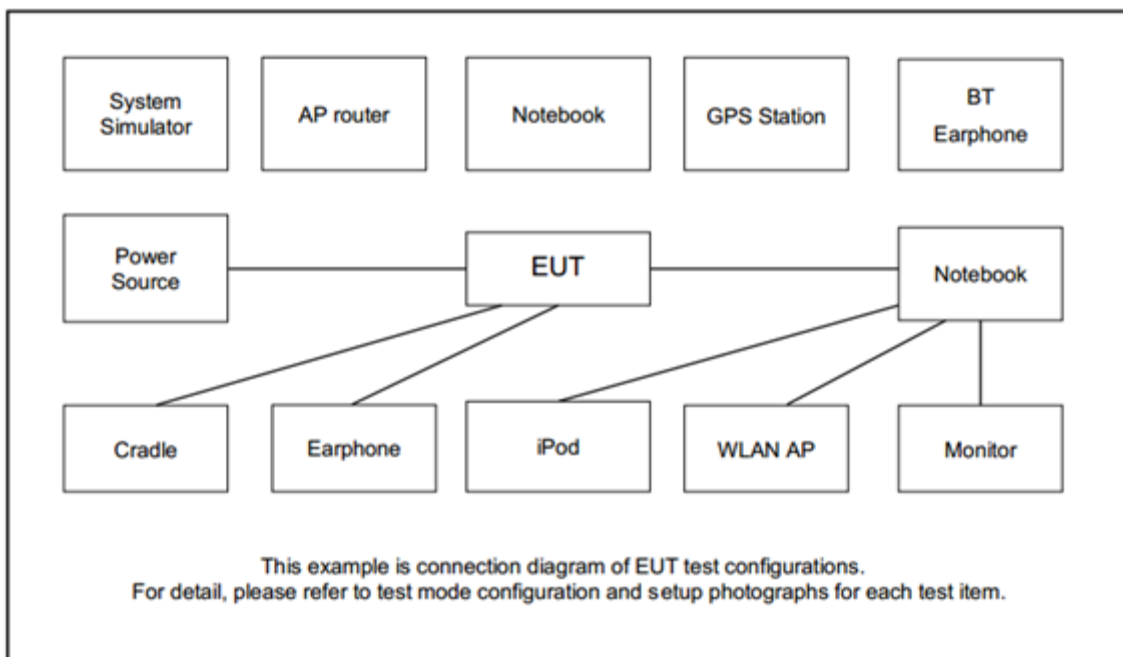 System
Simulator
AP router
Notebook
GPS Station
BT
Earphone
Power
Source
EUT
Notebook
Cradle
Earphone
iPod
WLAN AP
Monitor
This example is connection diagram of EUT test configurations.
For detail, please refer to test mode configuration and setup photographs for each test item.